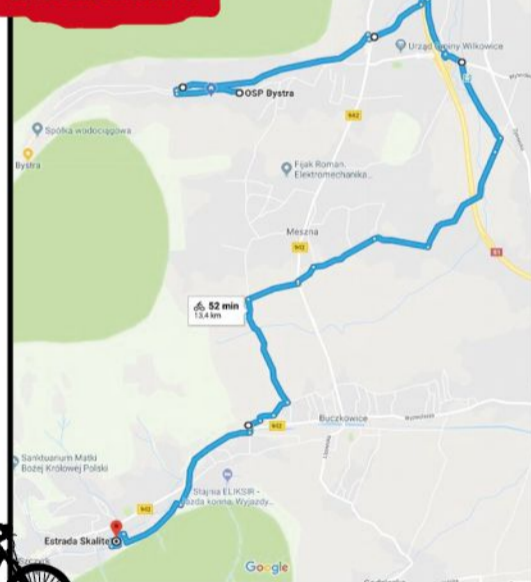 Urząd Gminy Wilkowice
OSP Bystra
942
Spółka wodociągowa
Bystra
Fijak Roman.
Elektromechanika...
Meszna
942
52 min
13,4 km
Buczkowice
942
Sanktuarium Matki
Bożej Królowej Polski
Stajnia ELIKSIR -
jazda konna, Wyjazdy...
942
Estrada Skalite
Szczyrk
Google